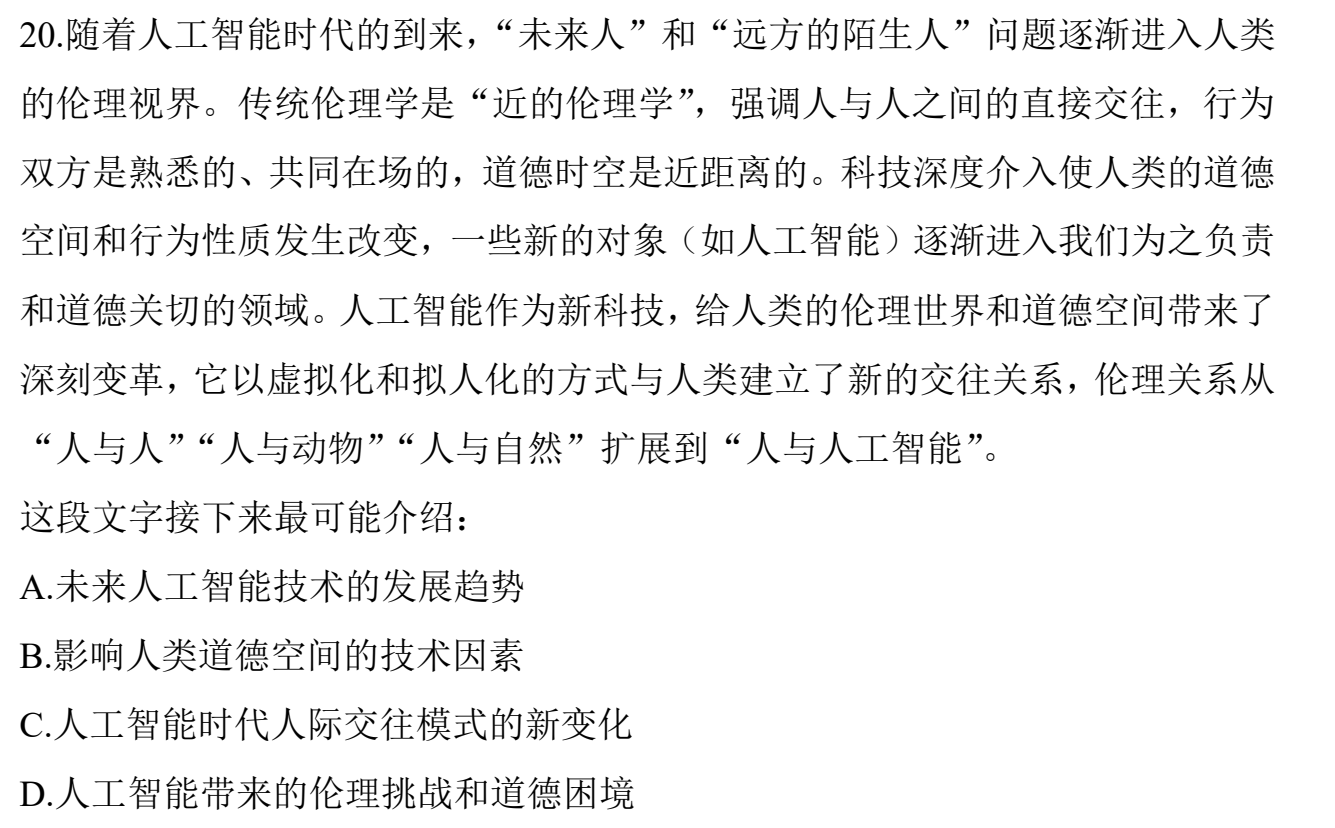 20.随着人工智能时代的到来，“未来人”和“远方的陌生人”问题逐渐进入人类
的伦理视界。传统伦理学是“近的伦理学”，强调人与人之间的直接交往，行为
双方是熟悉的、共同在场的，道德时空是近距离的。科技深度介入使人类的道德
空间和行为性质发生改变，一些新的对象（如人工智能）逐渐进入我们为之负责
和道德关切的领域。人工智能作为新科技，给人类的伦理世界和道德空间带来了
深刻变革，它以虚拟化和拟人化的方式与人类建立了新的交往关系，伦理关系从
“人与人”“人与动物”“人与自然”扩展到“人与人工智能”。
这段文字接下来最可能介绍：
A.未来人工智能技术的发展趋势
B.影响人类道德空间的技术因素
C.人工智能时代人际交往模式的新变化
D.人工智能带来的伦理挑战和道德困境